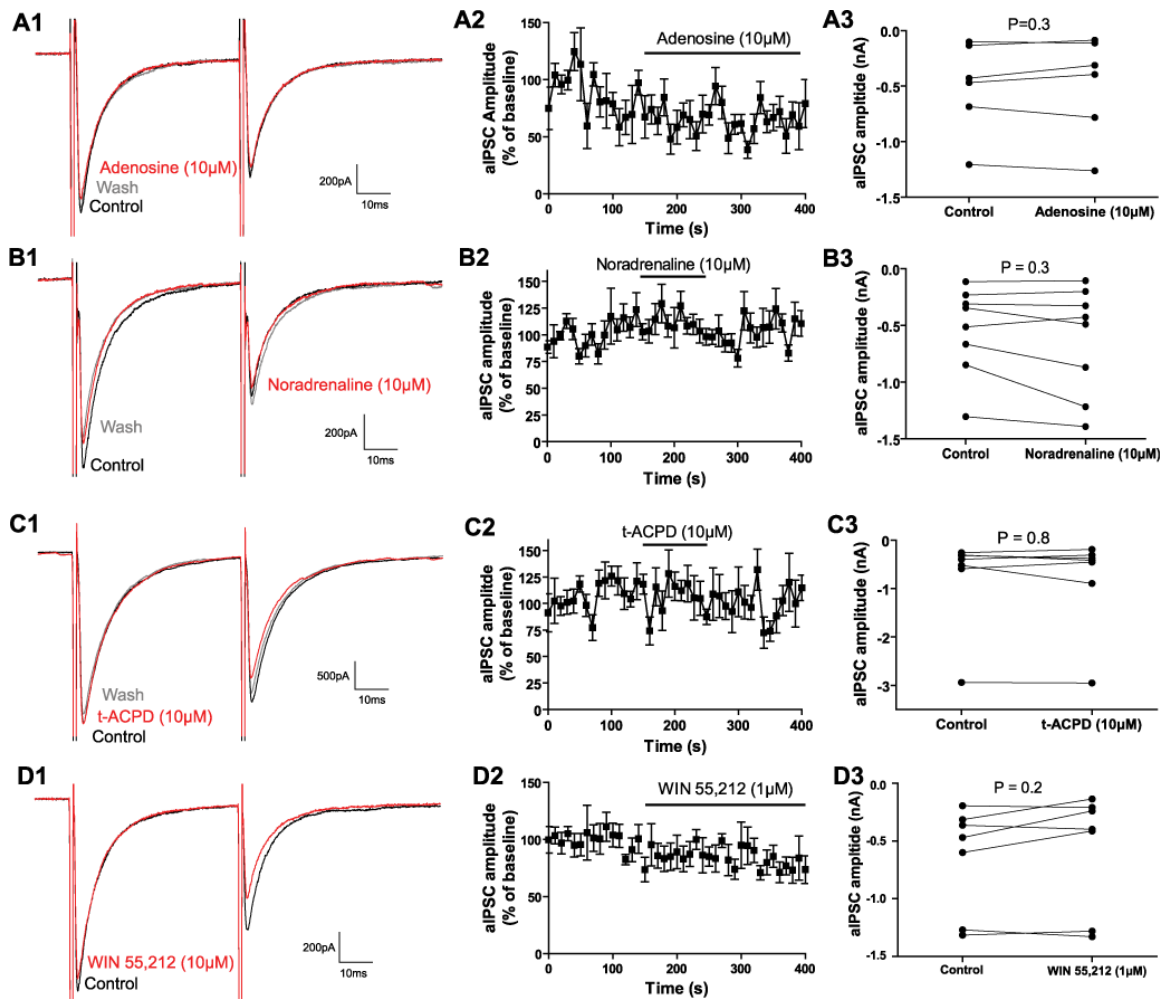 A1
Adenosine (10µM)
Wash
Control
200pA
10ms
A2
aIPSC Amplitude
(% of baseline)
150
100
50
0
Adenosine (10µM)
0 100 200 300 400
Time (s)
A3
aIPSC ampltide (nA)
0.0
-0.5
-1.0
-1.5
P=0.3
Control Adenosine (10µM)
B1
Noradrenaline (10µM)
Wash
Control
200pA
10ms
B2
aIPSC amplitude
(% of baseline)
150
125
100
75
50
25
0
Noradrenaline (10µM)
0 100 200 300 400
Time (s)
B3
aIPSC amplitude (nA)
0.0
-0.5
-1.0
-1.5
P = 0.3
Control Noradrenaline (10µM)
C1
Wash
t-ACPD (10µM)
Control
500pA
10ms
C2
aIPSC amplitde
(% of baseline)
150
125
100
75
50
25
0
t-ACPD (10µM)
0 100 200 300 400
Time (s)
C3
aIPSC amplitude (nA)
0
-1
-2
-3
P = 0.8
Control t-ACPD (10µM)
D1
WIN 55,212 (10µM)
Control
200pA
10ms
D2
aIPSC amplitude
(% of baseline)
150
100
50
0
WIN 55,212 (1µM)
0 100 200 300 400
Time (s)
D3
aIPSC ampltide (nA)
0.0
-0.5
-1.0
-1.5
P = 0.2
Control WIN 55,212 (1µM)